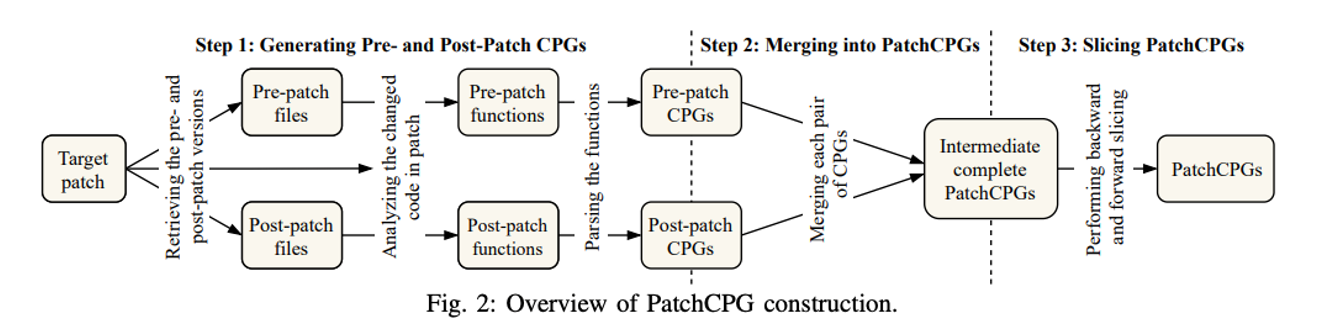 Step 1: Generating Pre- and Post-Patch CPGs
Step 2: Merging into PatchCPGs
Step 3: Slicing PatchCPGs
Target
patch
Retrieving the pre- and
post-patch versions
Pre-patch
files
Post-patch
files
Analyzing the changed
code in patch
Pre-patch
functions
Post-patch
functions
Parsing the functions
Pre-patch
CPGs
Post-patch
CPGs
Merging each pair
of CPGs
Intermediate
complete
PatchCPGs
Performing backward
and forward slicing
PatchCPGs
Fig. 2: Overview of PatchCPG construction.